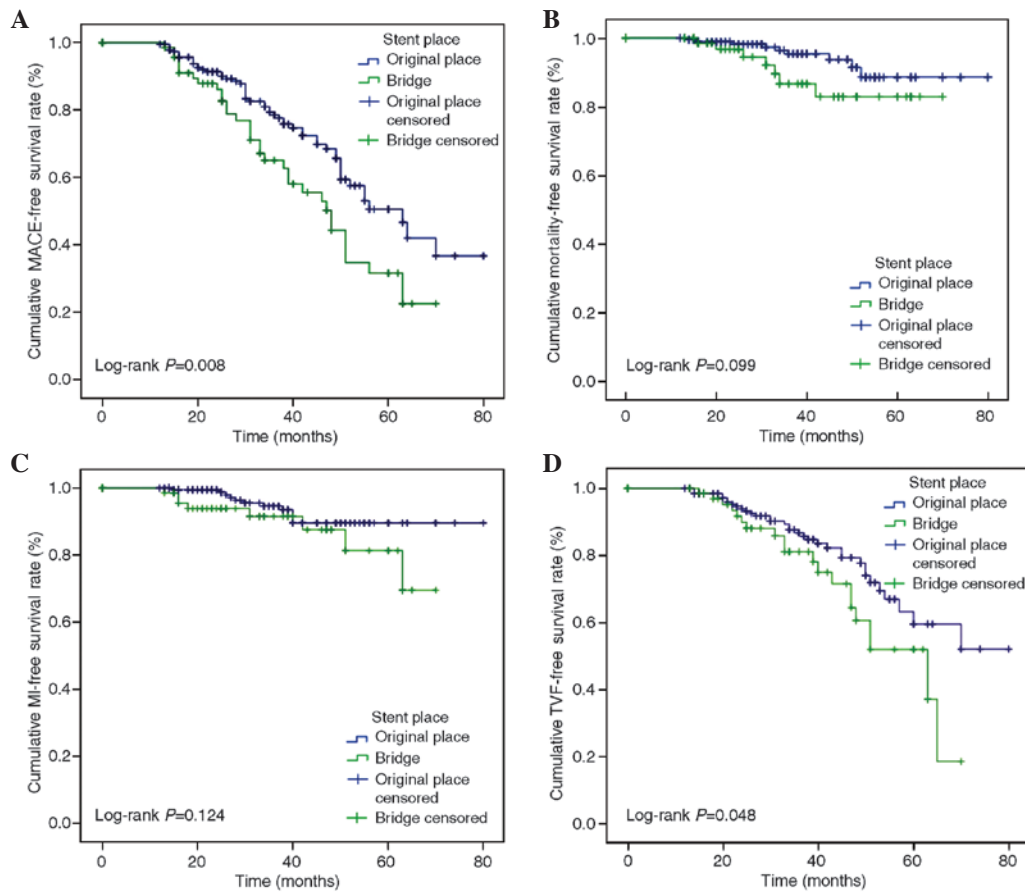 A
Cumulative MACE-free survival rate (%)
1.0
0.8
0.6
0.4
0.2
0.0
Stent place
Original place
Bridge
Original place
censored
Bridge censored
Log-rank P=0.008
0 20 40 60 80
Time (months)
B
Cumulative mortality-free survival rate (%)
1.0
0.8
0.6
0.4
0.2
0.0
Stent place
Original place
Bridge
Original place
censored
Bridge censored
Log-rank P=0.099
0 20 40 60 80
Time (months)
C
Cumulative MI-free survival rate (%)
1.0
0.8
0.6
0.4
0.2
0.0
Stent place
Original place
Bridge
Original place
censored
Bridge censored
Log-rank P=0.124
0 20 40 60 80
Time (months)
D
Cumulative TVF-free survival rate (%)
1.0
0.8
0.6
0.4
0.2
0.0
Stent place
Original place
Bridge
Original place
censored
Bridge censored
Log-rank P=0.048
0 20 40 60 80
Time (months)